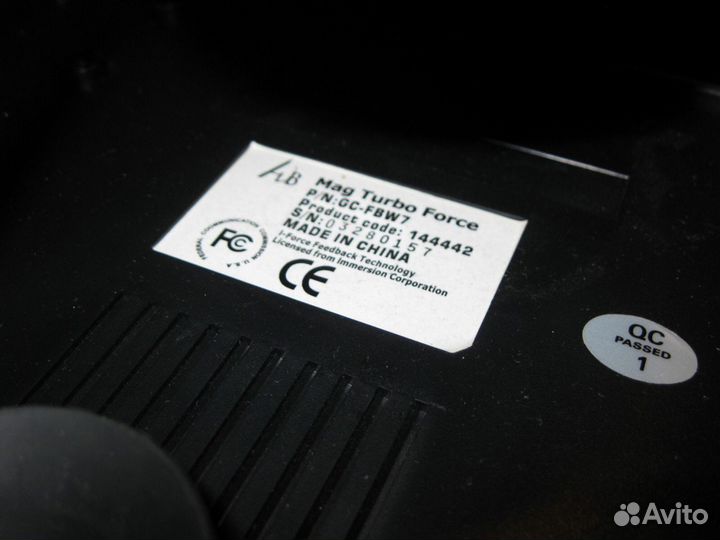 Mag Turbo Force
P/N:GC-FBW7
Product code: 144442
S/N:03280157
MADE IN CHINA
I-Force Feedback Technology
Licensed from Immersion Corporation
FC
CE
QC
PASSED
1
Avito